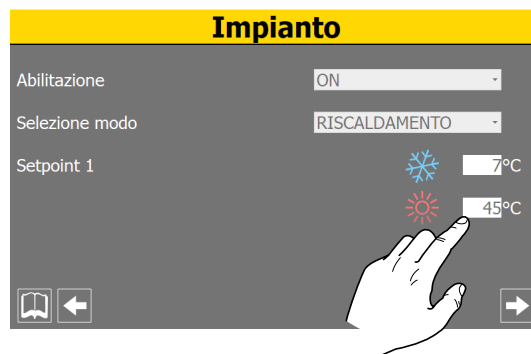 Impianto
Abilitazione ON
Selezione modo RISCALDAMENTO
Setpoint 1 7°C
45°C